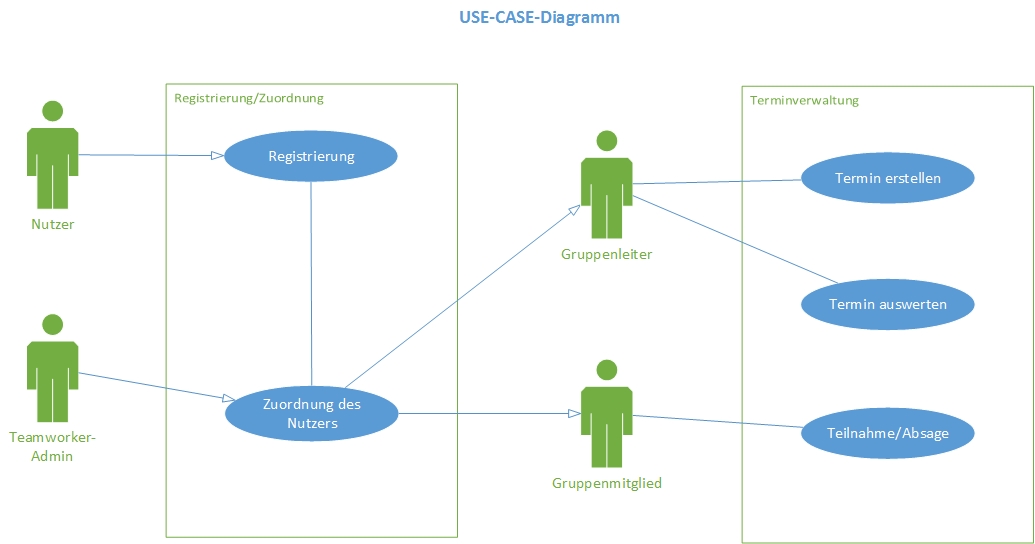 USE-CASE-Diagramm
Registrierung/Zuordnung
Registrierung
Nutzer
Teamworker-
Admin
Zuordnung des
Nutzers
Gruppenleiter
Gruppenmitglied
Terminverwaltung
Termin erstellen
Termin auswerten
Teilnahme/Absage